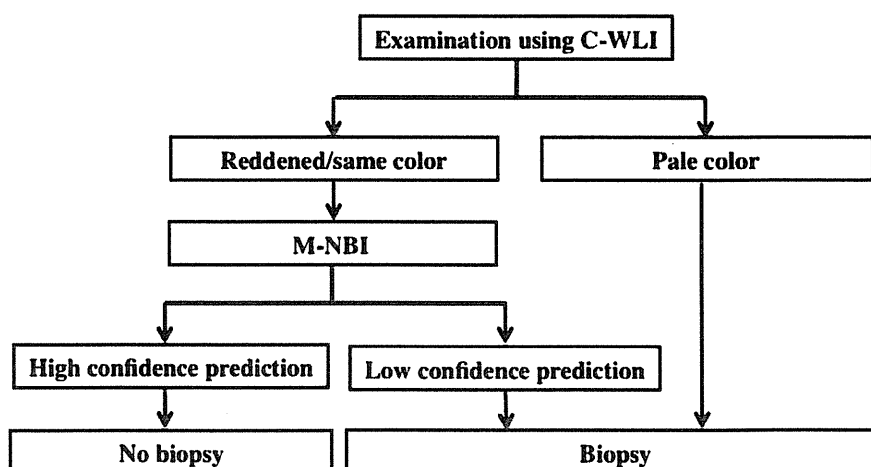 Examination using C-WLI
Reddened/same color
Pale color
M-NBI
High confidence prediction
Low confidence prediction
No biopsy
Biopsy